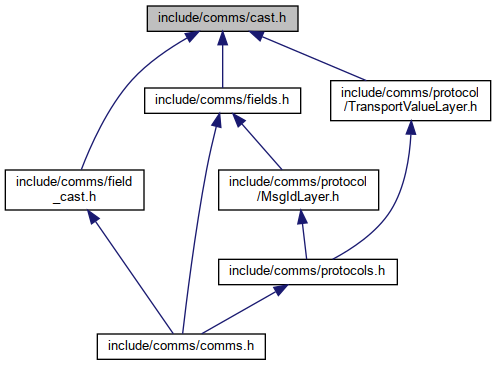 include/comms/cast.h
include/comms/fields.h
include/comms/protocol
/TransportValueLayer.h
include/comms/field
_cast.h
include/comms/protocol
/MsgIdLayer.h
include/comms/protocols.h
include/comms/comms.h